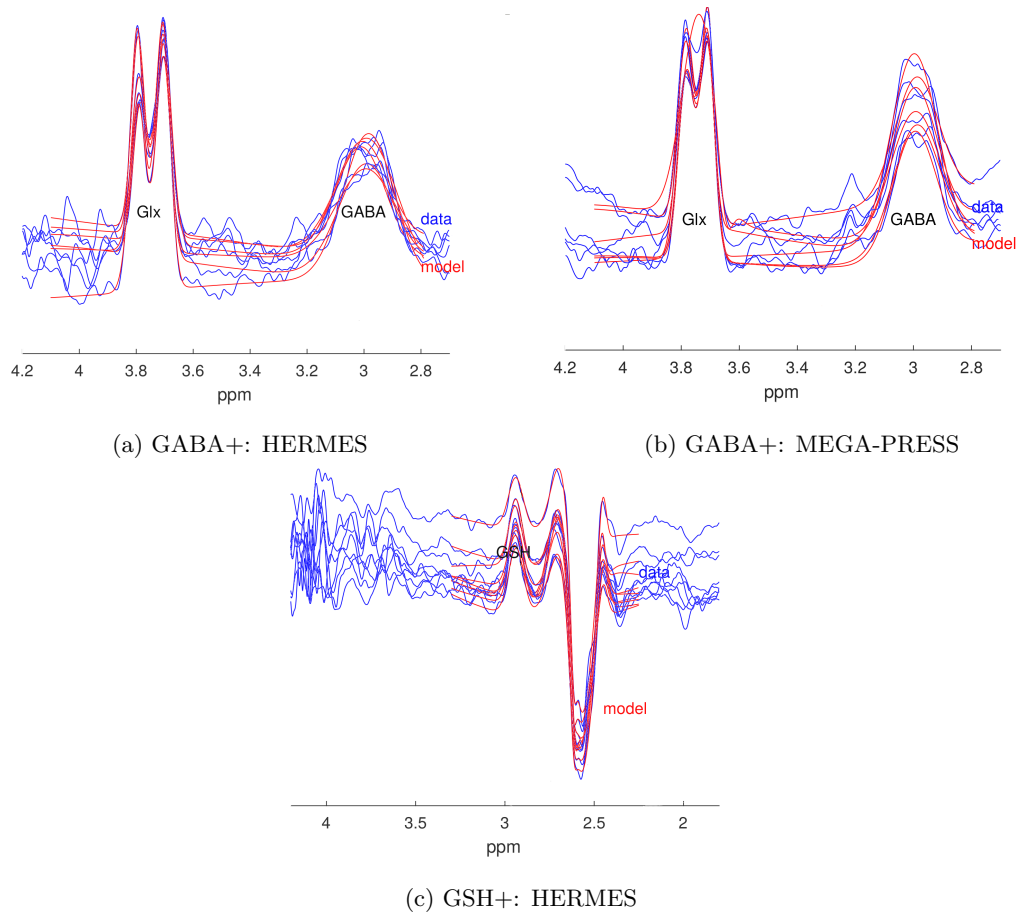 Glx
GABA
data
model
4.2 4 3.8 3.6 3.4 3.2 3 2.8
ppm
(a) GABA+: HERMES
Glx
GABA
data
model
4.2 4 3.8 3.6 3.4 3.2 3 2.8
ppm
(b) GABA+: MEGA-PRESS
GSH
data
model
4 3.5 3 2.5 2
ppm
(c) GSH+: HERMES